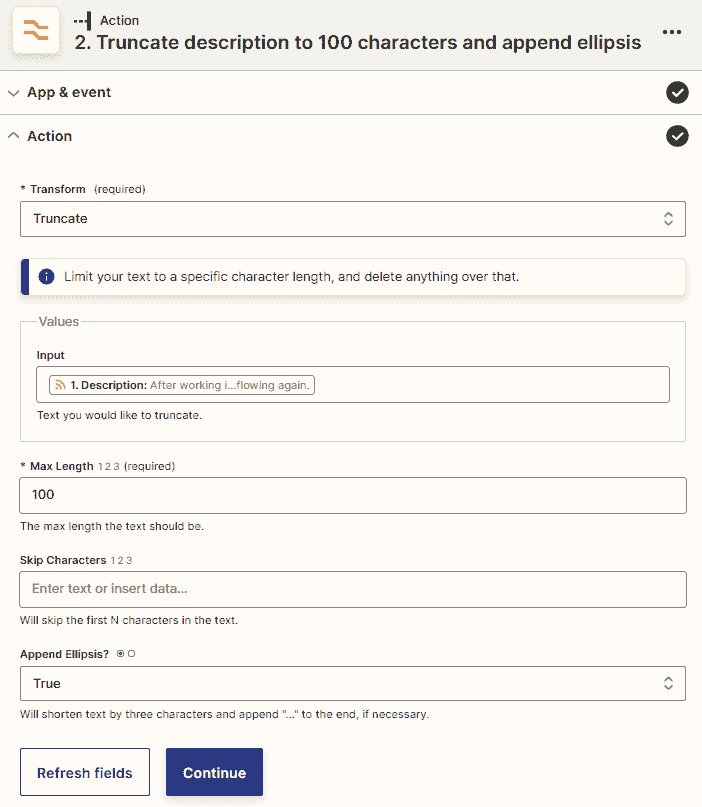 Action
2. Truncate description to 100 characters and append ellipsis
App & event
Action
* Transform (required)
Truncate
Limit your text to a specific character length, and delete anything over that.
Values
Input
1. Description: After working i...flowing again.
Text you would like to truncate.
* Max Length 1 2 3 (required)
100
The max length the text should be.
Skip Characters 1 2 3
Enter text or insert data...
Will skip the first N characters in the text.
Append Ellipsis?
True
Will shorten text by three characters and append "..." to the end, if necessary.
Refresh fields Continue